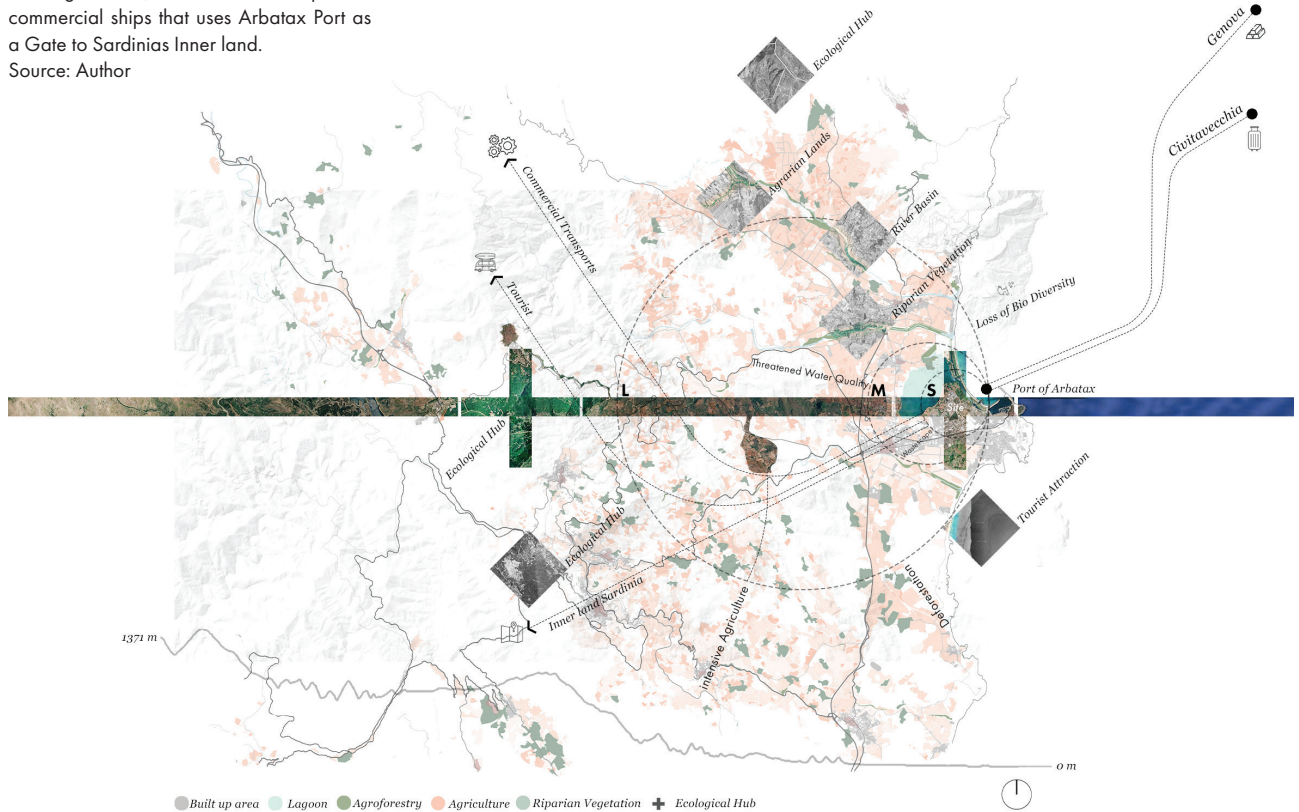 commercial ships that uses Arbatax Port as
a Gate to Sardinias Inner land.
Source: Author
Genova
Civitavecchia
Ecological Hub
Commercial Transports
Agrarian Lands
River Basin
Tourist
Riparian Vegetation
Loss of Bio Diversity
Threatened Water Quality
L
M
S
Port of Arbatax
Site
Ecological Hub
Tourist Attraction
Ecological Hub
Inner land Sardinia
Deforestation
intensive Agriculture
1371 m
0 m
Built up area
Lagoon
Agroforestry
Agriculture
Riparian Vegetation
Ecological Hub